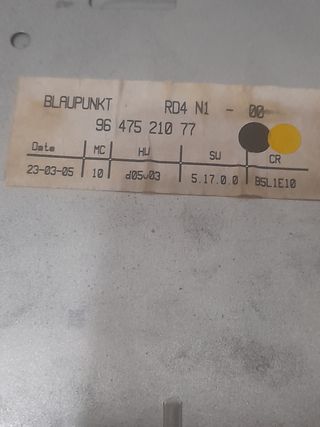 BLAUPUNKT RD4 N1 - 00
96 475 210 77
Date MC HW SW CR
23-03-05 10 d05w03 5.17.0.0 B5L1E10